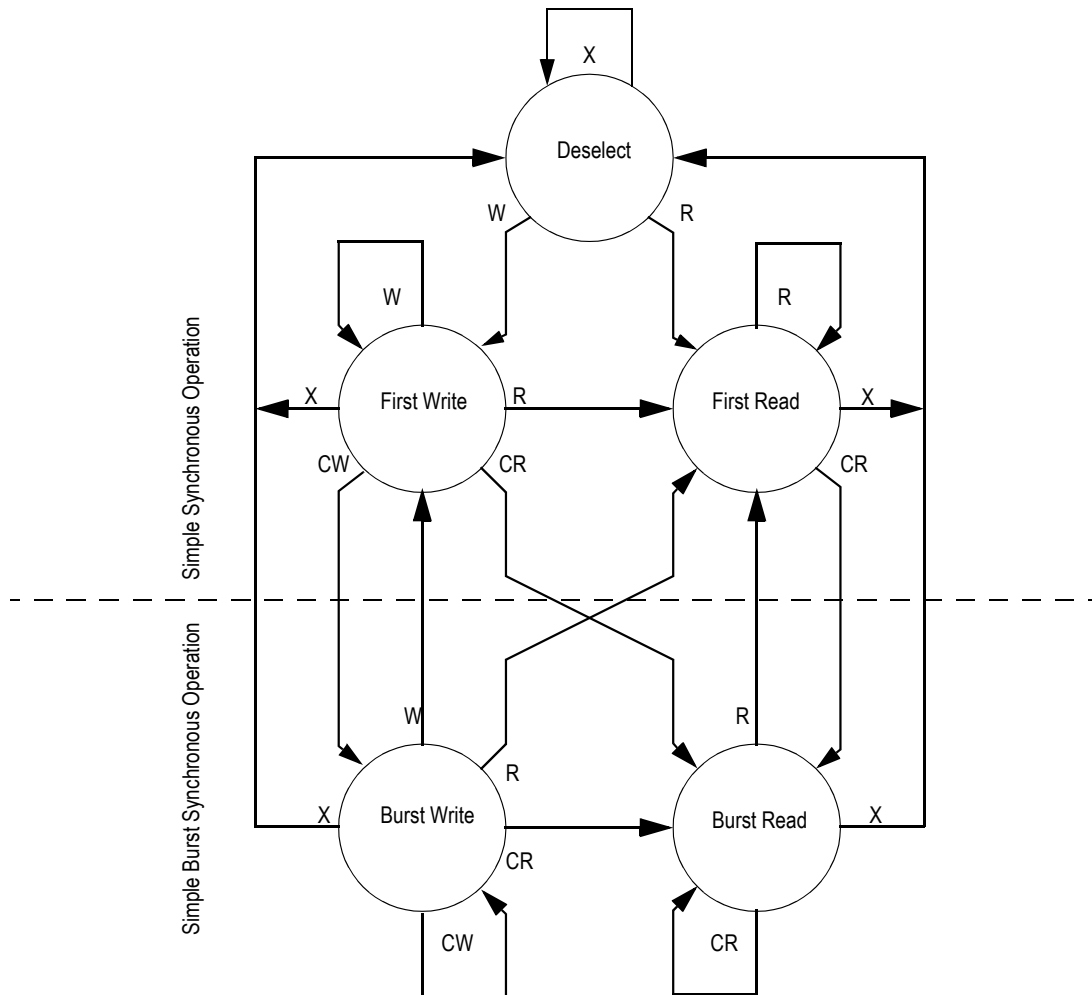 X
Deselect
W
R
W
R
Simple Synchronous Operation
X
First Write
R
First Read
X
CW
CR
CR
Simple Burst Synchronous Operation
W
R
R
X
Burst Write
Burst Read
X
CR
CW
CR